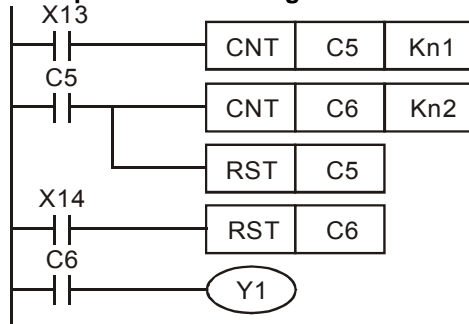 X13
CNT C5 Kn1
C5
CNT C6 Kn2
RST C5
X14
RST C6
C6
Y1